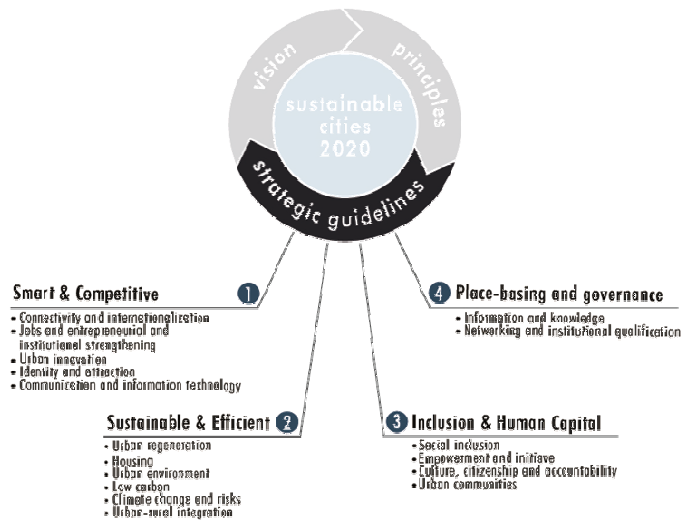 vision
principles
sustainable
cities
2020
strategic guidelines
Smart & Competitive 1
• Connectivity and internationalization
• Jobs and entrepreneurial and
institutional strengthening
• Urban innovation
• Identity and attraction
• Communication and information technology
Sustainable & Efficient 2
• Urban regeneration
• Housing
• Urban environment
• Low carbon
• Climate change and risks
• Urban-rural integration
3 Inclusion & Human Capital
• Social inclusion
• Empowerment and initiave
• Culture, citizenship and accountability
• Urban communities
4 Place-basing and governance
• Information and knowledge
• Networking and institutional qualification